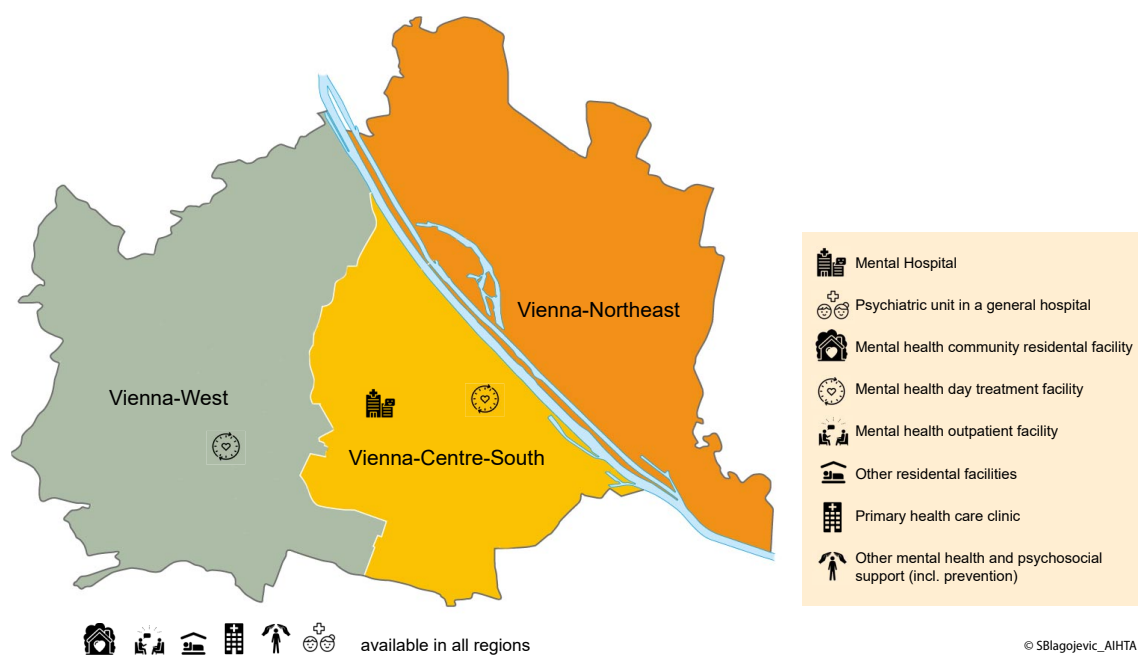 Vienna-Northeast
Vienna-West
Vienna-Centre-South
Mental Hospital
Psychiatric unit in a general hospital
Mental health community residental facility
Mental health day treatment facility
Mental health outpatient facility
Other residental facilities
Primary health care clinic
Other mental health and psychosocial
support (incl. prevention)
available in all regions
© SBlagojevic_AIHTA